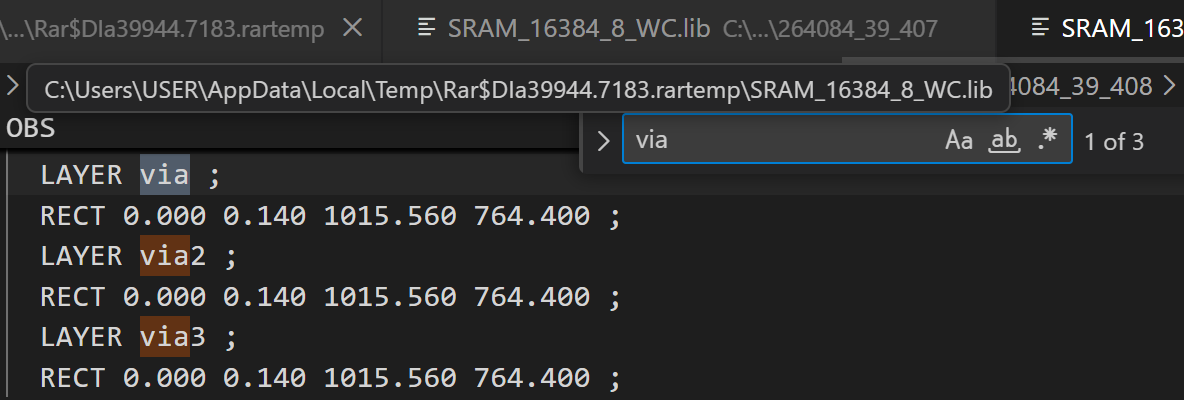 \...\Rar$DIa39944.7183.rartemp
SRAM_16384_8_WC.lib C:\...\264084_39_407
SRAM_163
C:\Users\USER\AppData\Local\Temp\Rar$DIa39944.7183.rartemp\SRAM_16384_8_WC.lib
4084_39_408
OBS
via
Aa ab .* 1 of 3
LAYER via ;
RECT 0.000 0.140 1015.560 764.400 ;
LAYER via2 ;
RECT 0.000 0.140 1015.560 764.400 ;
LAYER via3 ;
RECT 0.000 0.140 1015.560 764.400 ;